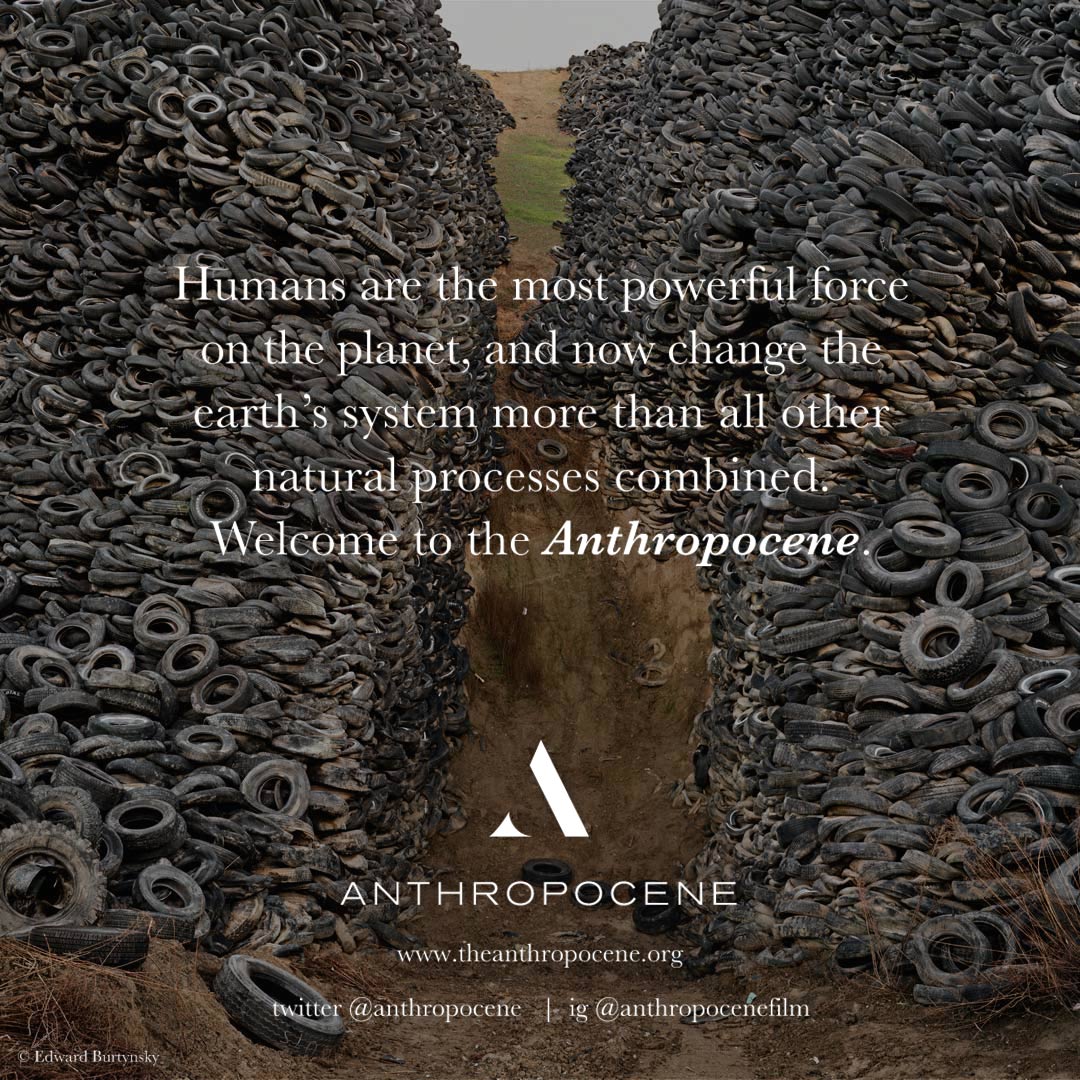 Humans are the most powerful force
on the planet, and now change the
earth’s system more than all other
natural processes combined.
Welcome to the Anthropocene.
ANTHROPOCENE
www.theanthropocene.org
twitter @anthropocene | ig @anthropocenefilm
© Edward Burtynsky